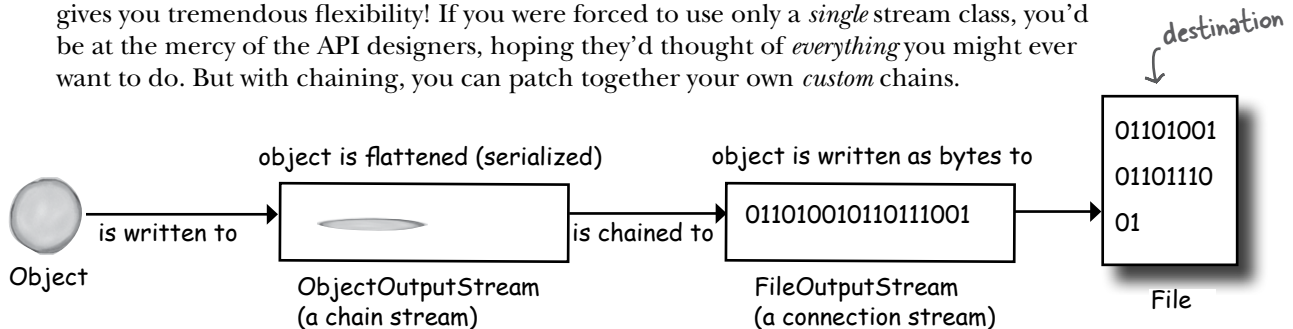 gives you tremendous flexibility! If you were forced to use only a single stream class, you’d
be at the mercy of the API designers, hoping they’d thought of everything you might ever
want to do. But with chaining, you can patch together your own custom chains.
destination
object is flattened (serialized)
object is written as bytes to
01101001
01101110
01
011010010110111001
is written to
is chained to
Object
ObjectOutputStream
(a chain stream)
FileOutputStream
(a connection stream)
File